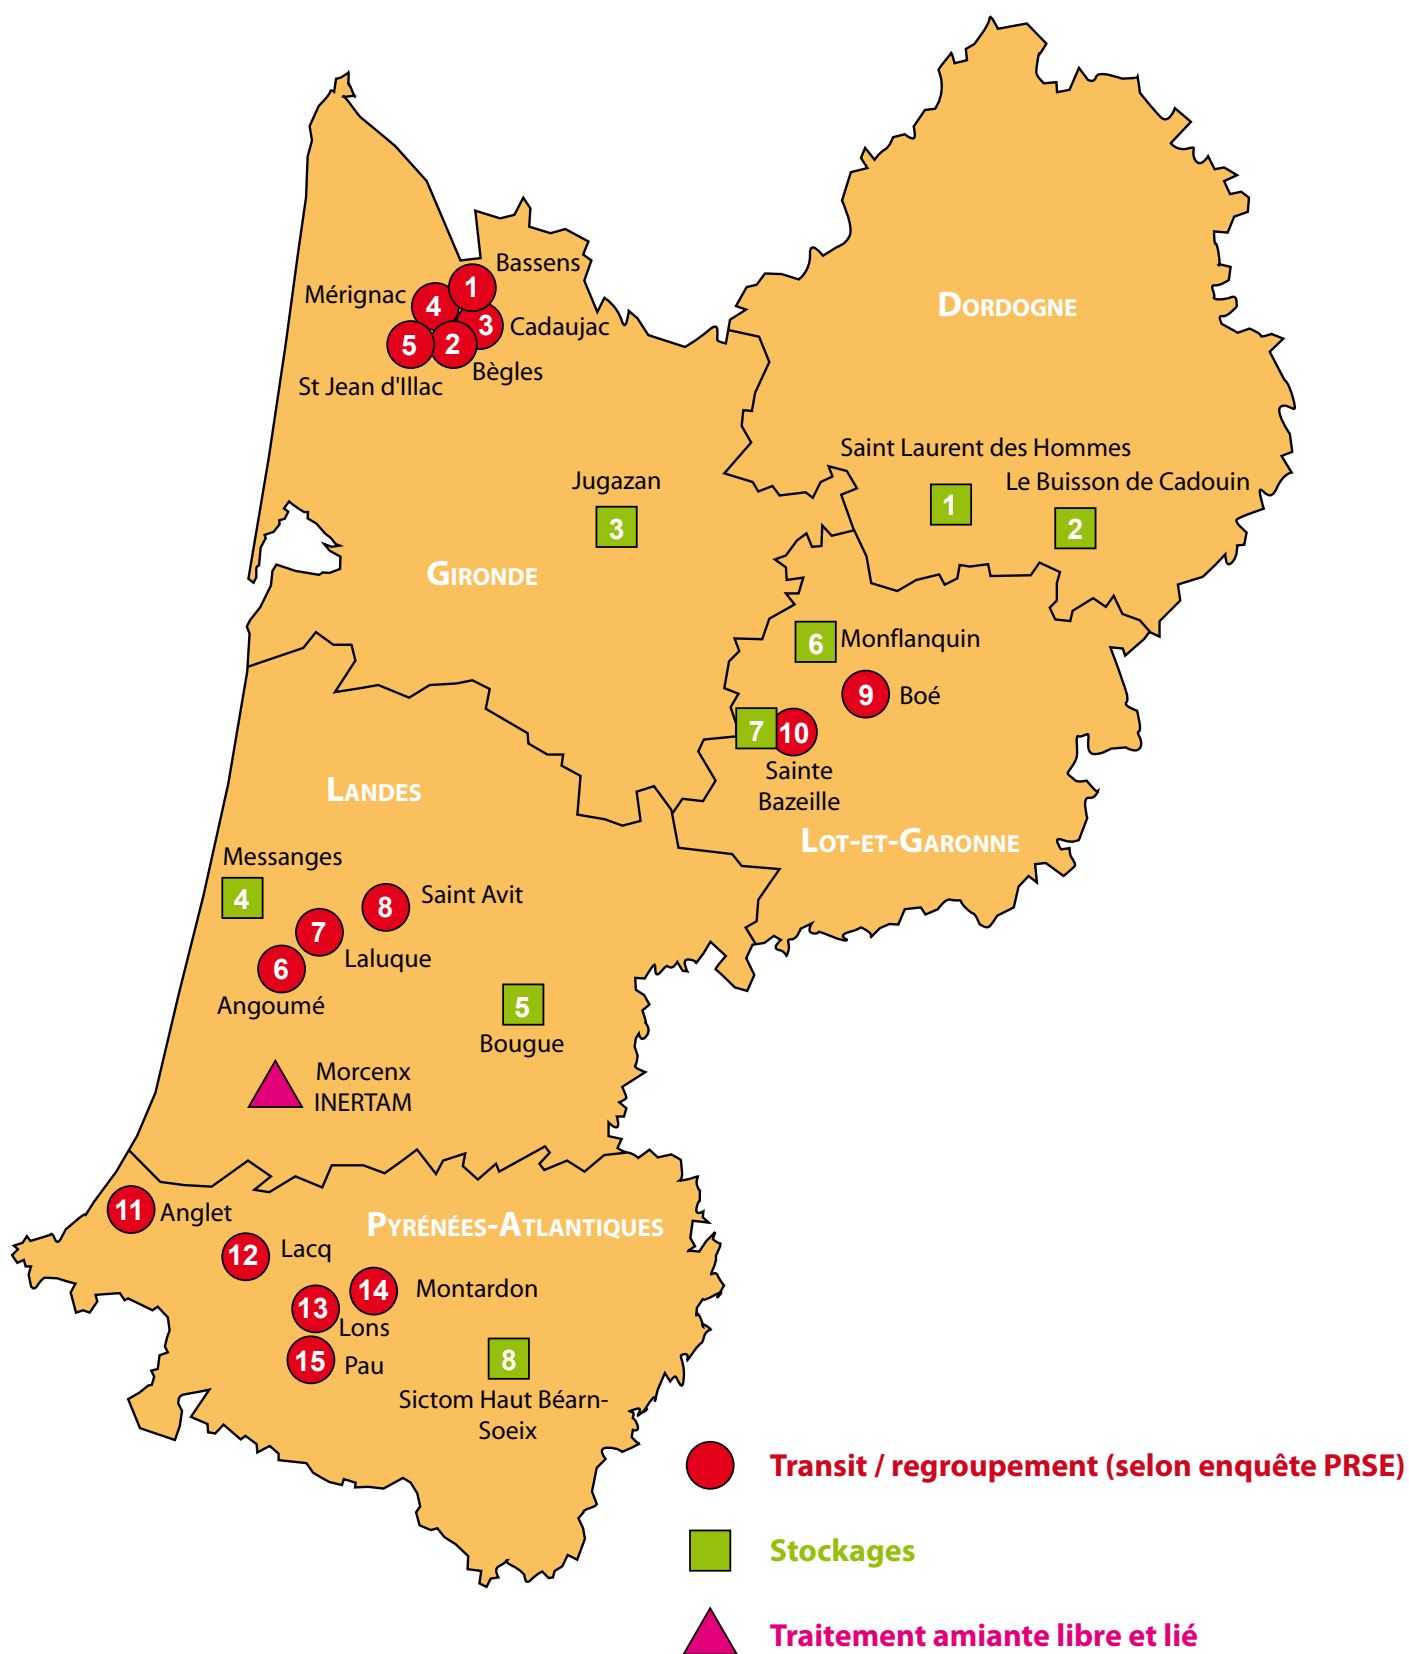 Bassens
Mérignac
1
4
3
Cadaujac
5
2
Bègles
St Jean d'Illac
DORDOGNE
Saint Laurent des Hommes
Le Buisson de Cadouin
1
2
Jugazan
3
GIRONDE
6
Monflanquin
9
Boé
7
10
Sainte
Bazeille
LOT-ET-GARONNE
LANDES
Messanges
4
8
Saint Avit
7
Laluque
6
Angoumé
5
Bougue
Morcenx
INERTAM
11
Anglet
PYRÉNÉES-ATLANTIQUES
12
Lacq
14
Montardon
13
Lons
15
Pau
8
Sictom Haut Béarn-
Soeix
Transit / regroupement (selon enquête PRSE)
Stockages
Traitement amiante libre et lié